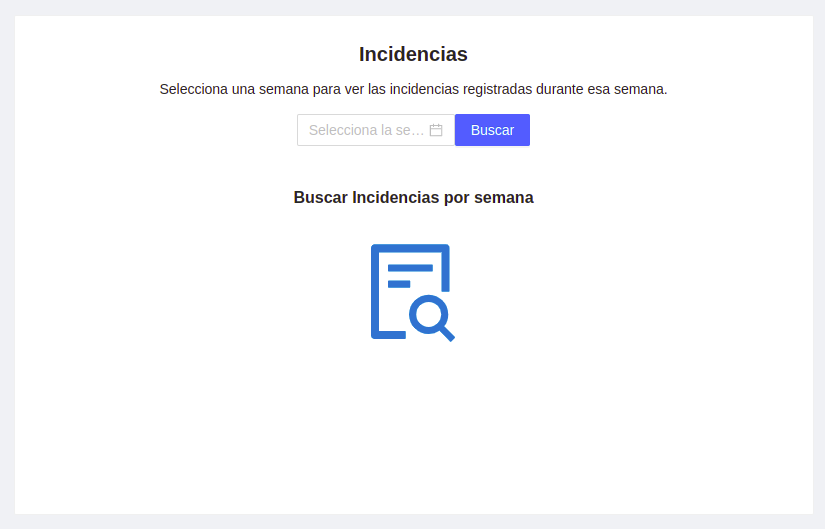 Incidencias
Selecciona una semana para ver las incidencias registradas durante esa semana.
Selecciona la se... Buscar
Buscar Incidencias por semana